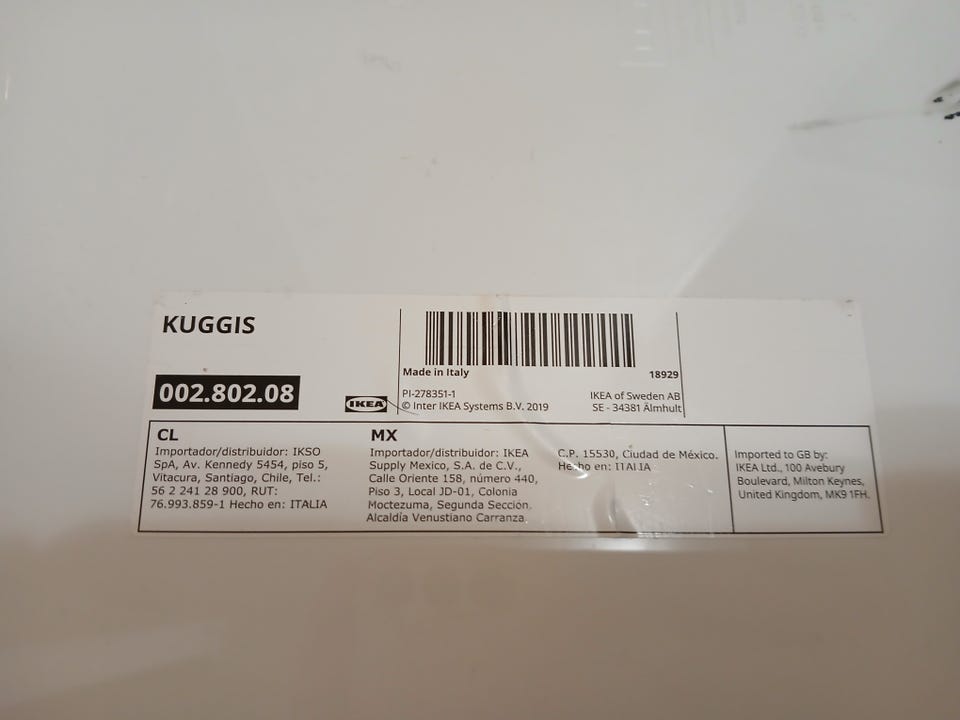 KUGGIS
002.802.08
IKEA
Made in Italy
18929
PI-278351-1
© Inter IKEA Systems B.V. 2019
IKEA of Sweden AB
SE - 34381 Älmhult
CL
Importador/distribuidor: IKSO
SpA, Av. Kennedy 5454, piso 5,
Vitacura, Santiago, Chile, Tel.:
56 2 241 28 900, RUT:
76.993.859-1 Hecho en: ITALIA
MX
Importador/distribuidor: IKEA
Supply Mexico, S.A. de C.V.,
Calle Oriente 158, número 440,
Piso 3, Local JD-01, Colonia
Moctezuma, Segunda Sección.
Alcaldía Venustiano Carranza.
C.P. 15530, Ciudad de México.
Hecho en: ITALIA
Imported to GB by:
IKEA Ltd., 100 Avebury
Boulevard, Milton Keynes,
United Kingdom, MK9 1FH.